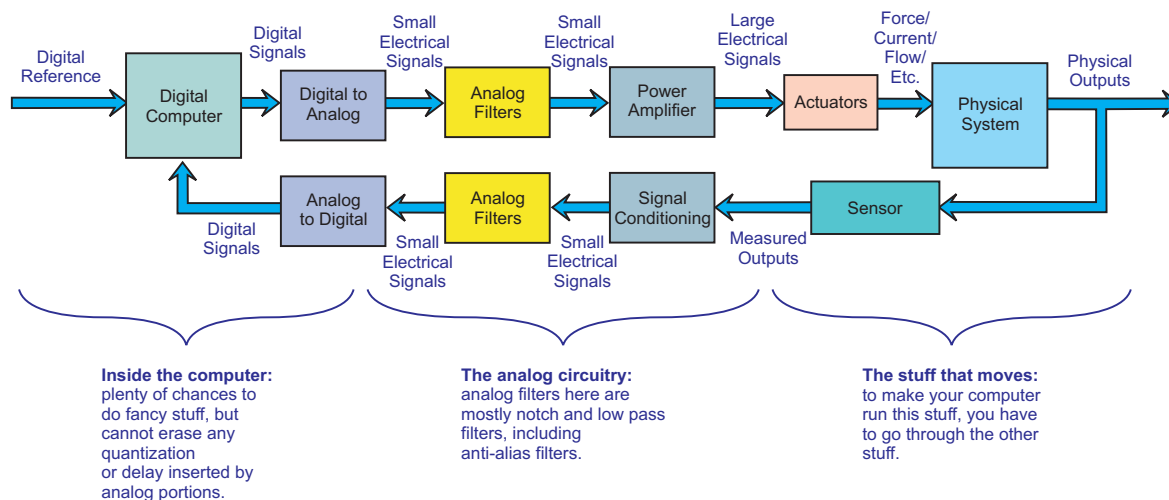 Digital
Reference
Digital
Computer
Digital
Signals
Digital to
Analog
Small
Electrical
Signals
Analog
Filters
Small
Electrical
Signals
Power
Amplifier
Large
Electrical
Signals
Actuators
Force/
Current/
Flow/
Etc.
Physical
System
Physical
Outputs
Sensor
Measured
Outputs
Signal
Conditioning
Small
Electrical
Signals
Analog
Filters
Small
Electrical
Signals
Analog
to Digital
Digital
Signals
Inside the computer:
plenty of chances to
do fancy stuff, but
cannot erase any
quantization
or delay inserted by
analog portions.
The analog circuitry:
analog filters here are
mostly notch and low pass
filters, including
anti-alias filters.
The stuff that moves:
to make your computer
run this stuff, you have
to go through the other
stuff.